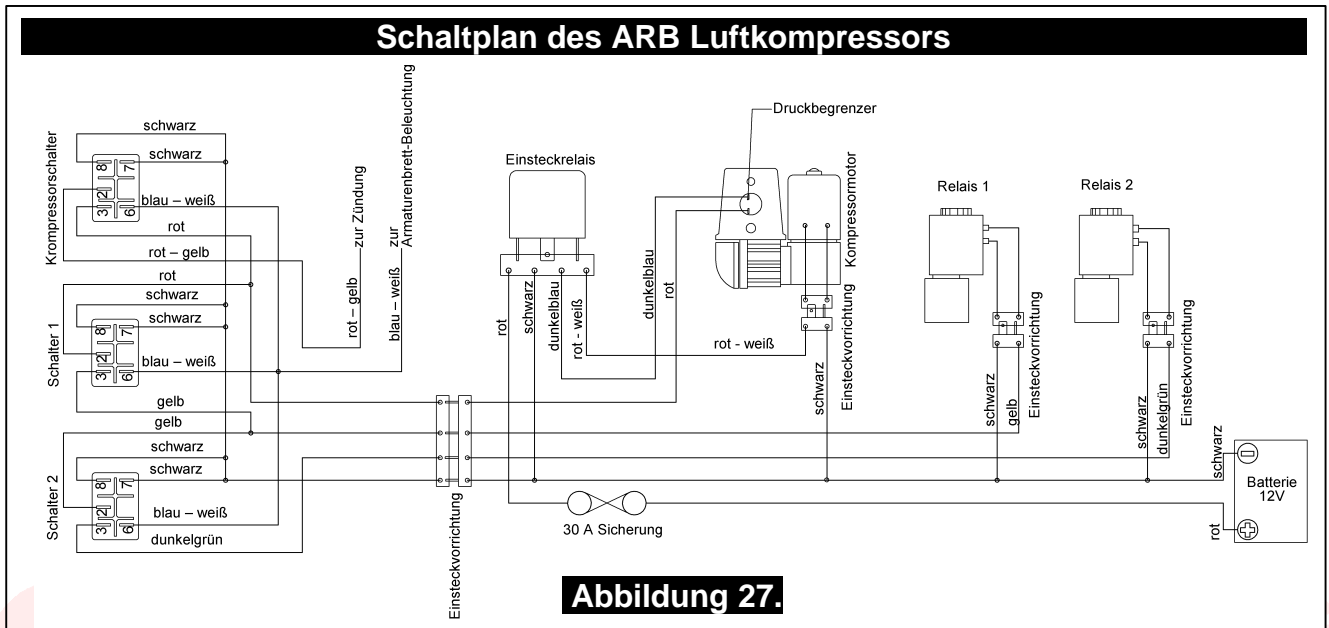 Schaltplan des ARB Luftkompressors
Krompressorschalter
schwarz
8
7
schwarz
2
3
6
blau – weiß
rot
rot – gelb
rot
Schalter 1
schwarz
schwarz
8
7
2
3
6
blau – weiß
gelb
gelb
Schalter 2
schwarz
schwarz
8
7
2
3
6
blau – weiß
dunkelgrün
zur Zündung
rot – gelb
zur
Armaturenbrett-Beleuchtung
blau – weiß
Einsteckvorrichtung
Einsteckrelais
rot
schwarz
dunkelblau
rot - weiß
dunkelblau
rot
Druckbegrenzer
Kompressormotor
Einsteckvorrichtung
rot - weiß
schwarz
Relais 1
Einsteckvorrichtung
schwarz
gelb
Relais 2
Einsteckvorrichtung
schwarz
dunkelgrün
schwarz
Batterie
12V
rot
30 A Sicherung
Abbildung 27.